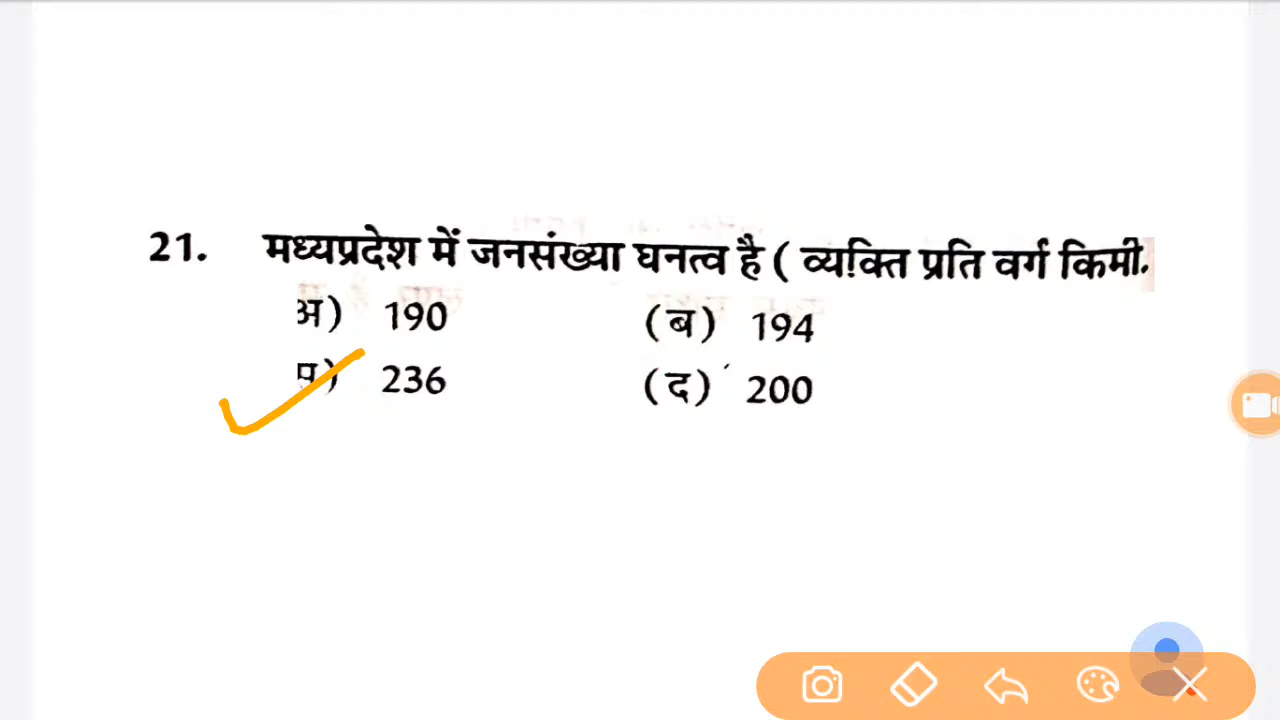 21. मध्यप्रदेश में जनसंख्या घनत्व है ( व्यक्ति प्रति वर्ग किमी.
अ) 190 (ब) 194
स) 236 (द) 200